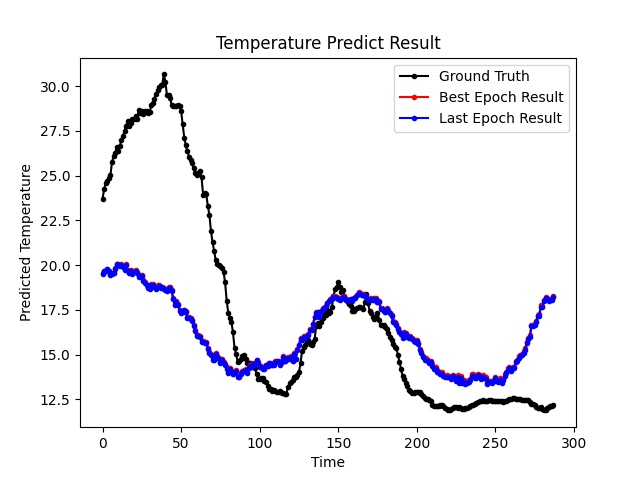 Temperature Predict Result
Ground Truth
Best Epoch Result
Last Epoch Result
30.0
27.5
25.0
22.5
20.0
17.5
15.0
12.5
Predicted Temperature
0 50 100 150 200 250 300
Time